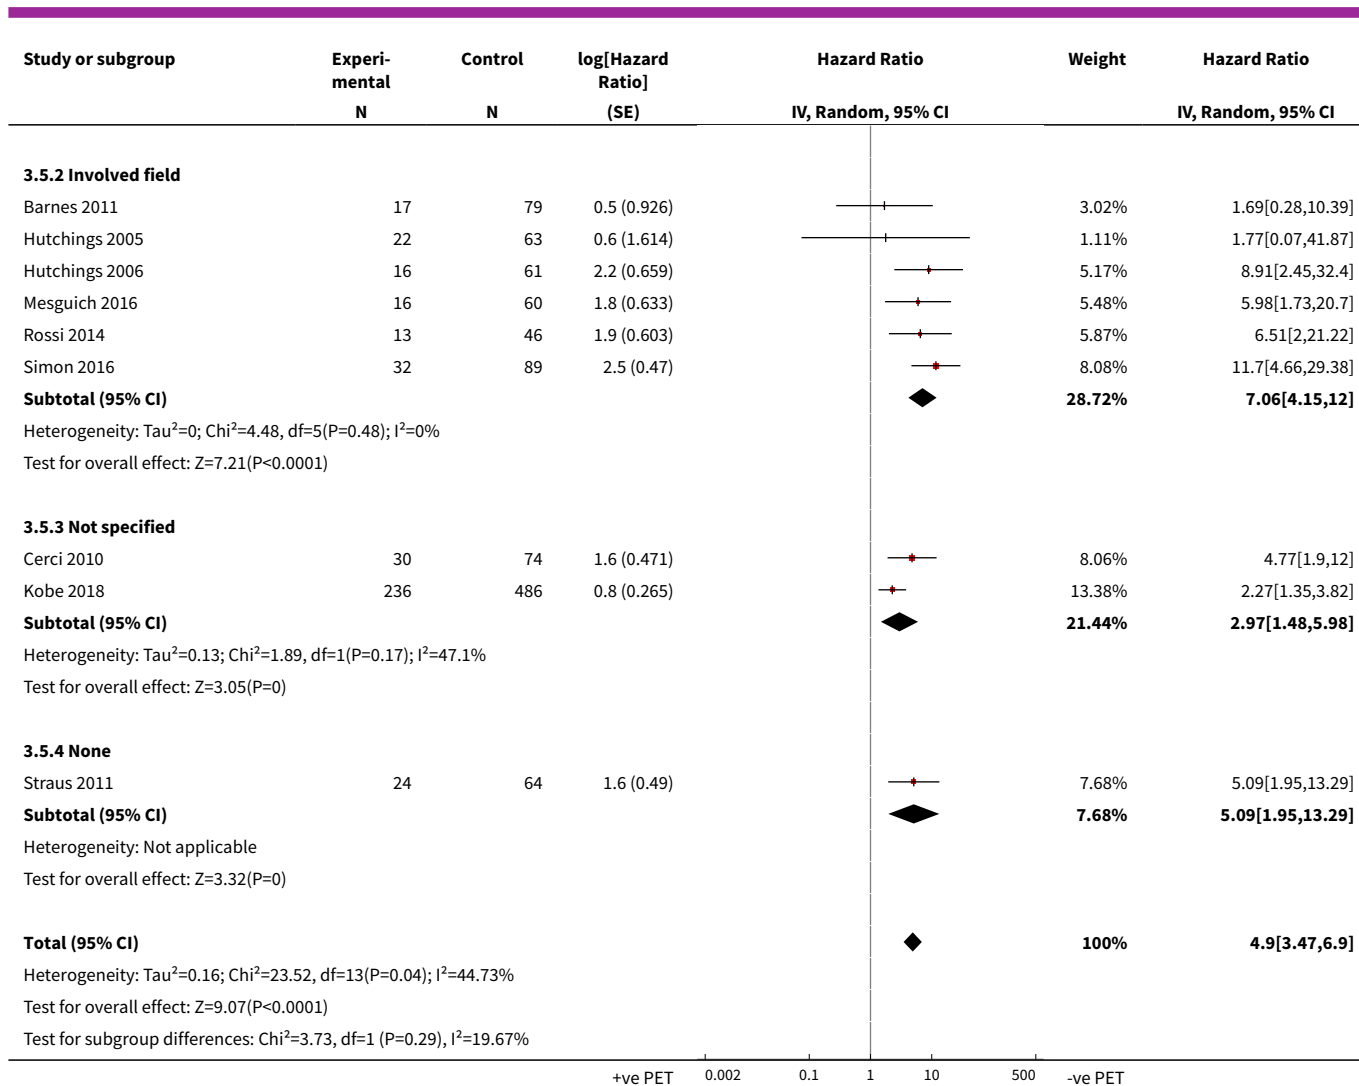 Study or subgroup Experi-mental Control log[Hazard Ratio] Hazard Ratio Weight Hazard Ratio
N N (SE) IV, Random, 95% CI IV, Random, 95% CI
3.5.2 Involved field
Barnes 2011 17 79 0.5 (0.926) 3.02% 1.69[0.28,10.39]
Hutchings 2005 22 63 0.6 (1.614) 1.11% 1.77[0.07,41.87]
Hutchings 2006 16 61 2.2 (0.659) 5.17% 8.91[2.45,32.4]
Mesguich 2016 16 60 1.8 (0.633) 5.48% 5.98[1.73,20.7]
Rossi 2014 13 46 1.9 (0.603) 5.87% 6.51[2,21.22]
Simon 2016 32 89 2.5 (0.47) 8.08% 11.7[4.66,29.38]
Subtotal (95% CI) 28.72% 7.06[4.15,12]
Heterogeneity: Tau²=0; Chi²=4.48, df=5(P=0.48); I²=0%
Test for overall effect: Z=7.21(P<0.0001)
3.5.3 Not specified
Cerci 2010 30 74 1.6 (0.471) 8.06% 4.77[1.9,12]
Kobe 2018 236 486 0.8 (0.265) 13.38% 2.27[1.35,3.82]
Subtotal (95% CI) 21.44% 2.97[1.48,5.98]
Heterogeneity: Tau²=0.13; Chi²=1.89, df=1(P=0.17); I²=47.1%
Test for overall effect: Z=3.05(P=0)
3.5.4 None
Straus 2011 24 64 1.6 (0.49) 7.68% 5.09[1.95,13.29]
Subtotal (95% CI) 7.68% 5.09[1.95,13.29]
Heterogeneity: Not applicable
Test for overall effect: Z=3.32(P=0)
Total (95% CI) 100% 4.9[3.47,6.9]
Heterogeneity: Tau²=0.16; Chi²=23.52, df=13(P=0.04); I²=44.73%
Test for overall effect: Z=9.07(P<0.0001)
Test for subgroup differences: Chi²=3.73, df=1 (P=0.29), I²=19.67%
+ve PET 0.002 0.1 1 10 500 -ve PET